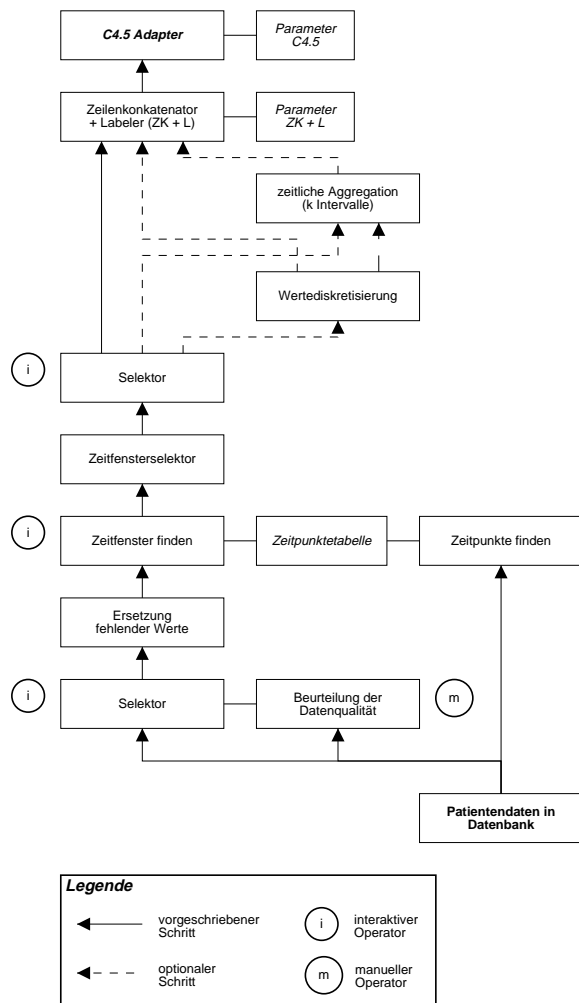 C4.5 Adapter
Parameter
C4.5
Zeilenkonkatenator
+ Labeler (ZK + L)
Parameter
ZK + L
zeitliche Aggregation
(k Intervalle)
Wertediskretisierung
i
Selektor
Zeitfensterselektor
i
Zeitfenster finden
Zeitpunktetabelle
Zeitpunkte finden
Ersetzung
fehlender Werte
i
Selektor
Beurteilung der
Datenqualität
m
Patientendaten in
Datenbank
Legende
vorgeschriebener
Schritt
i
interaktiver
Operator
optionaler
Schritt
m
manueller
Operator